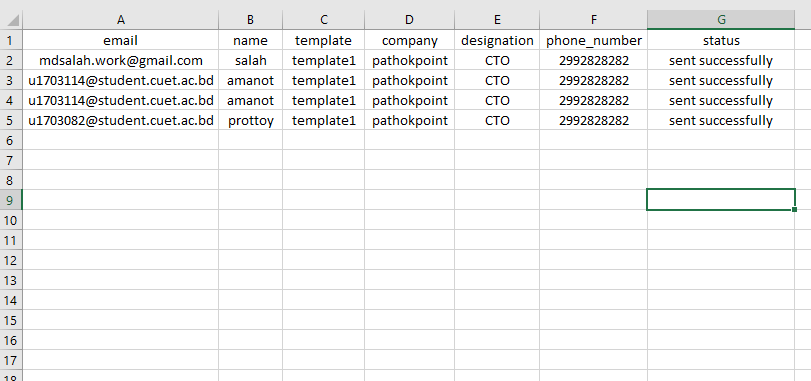 A B C D E F G
1 email name template company designation phone_number status
2 mdsalah.work@gmail.com salah template1 pathokpoint CTO 2992828282 sent successfully
3 u1703114@student.cuet.ac.bd amanot template1 pathokpoint CTO 2992828282 sent successfully
4 u1703114@student.cuet.ac.bd amanot template1 pathokpoint CTO 2992828282 sent successfully
5 u1703082@student.cuet.ac.bd prottoy template1 pathokpoint CTO 2992828282 sent successfully
6
7
8
9
10
11
12
13
14
15
16
17
18